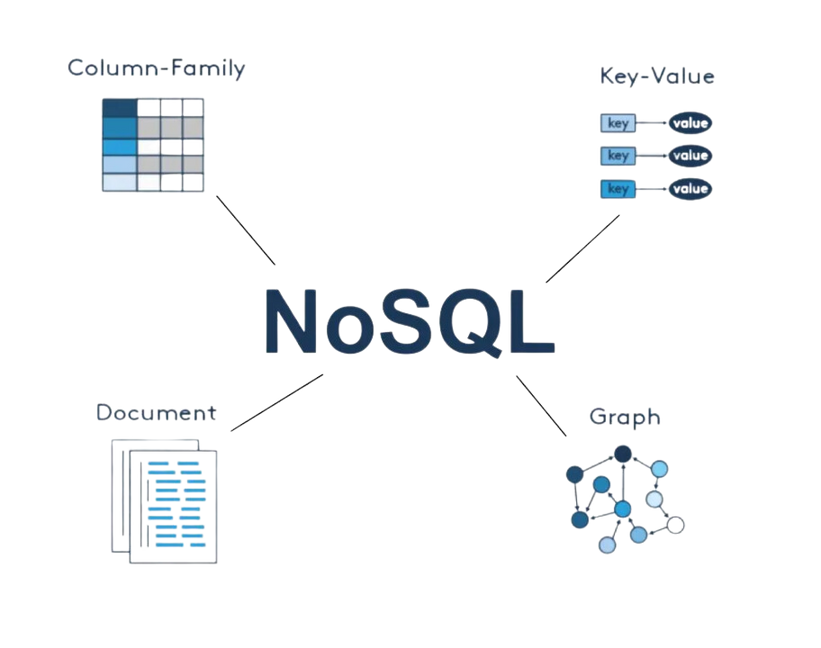 Column-Family
Key-Value
key value
key value
key value
NoSQL
Document
Graph